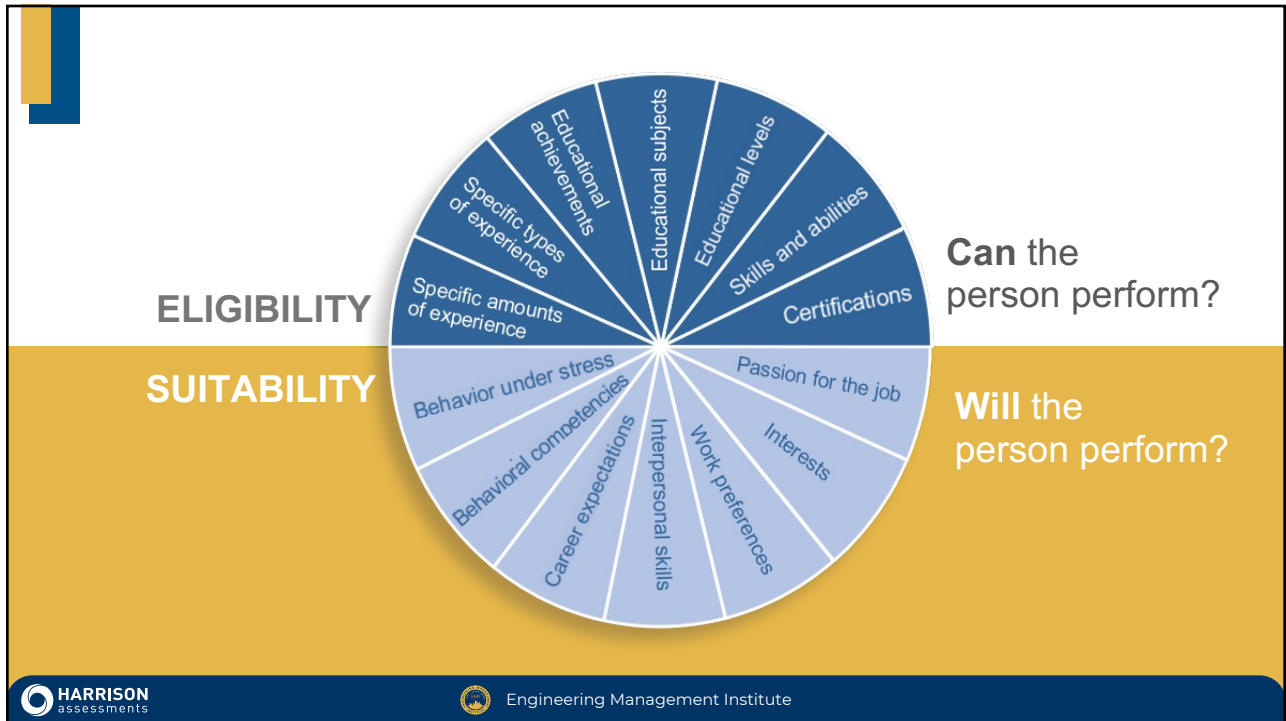 ELIGIBILITY
Specific amounts
of experience
Specific types
of experience
Educational
achievements
Educational subjects
Educational levels
Skills and abilities
Certifications
Can the
person perform?
SUITABILITY
Behavior under stress
Behavioral competencies
Career expectations
Interpersonal skills
Work preferences
Interests
Passion for the job
Will the
person perform?
HARRISON
assessments
Engineering Management Institute